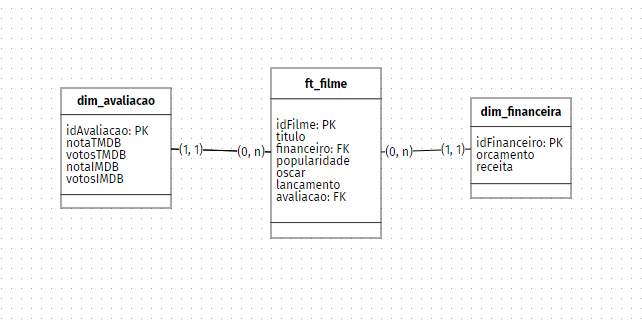 dim_avaliacao
idAvaliacao: PK
notaTMDB
votosTMDB
notaIMDB
votosIMDB
(1, 1)
(0, n)
ft_filme
idFilme: PK
titulo
financeiro: FK
popularidade
oscar
lancamento
avaliacao: FK
(0, n)
(1, 1)
dim_financeira
idFinanceiro: PK
orcamento
receita